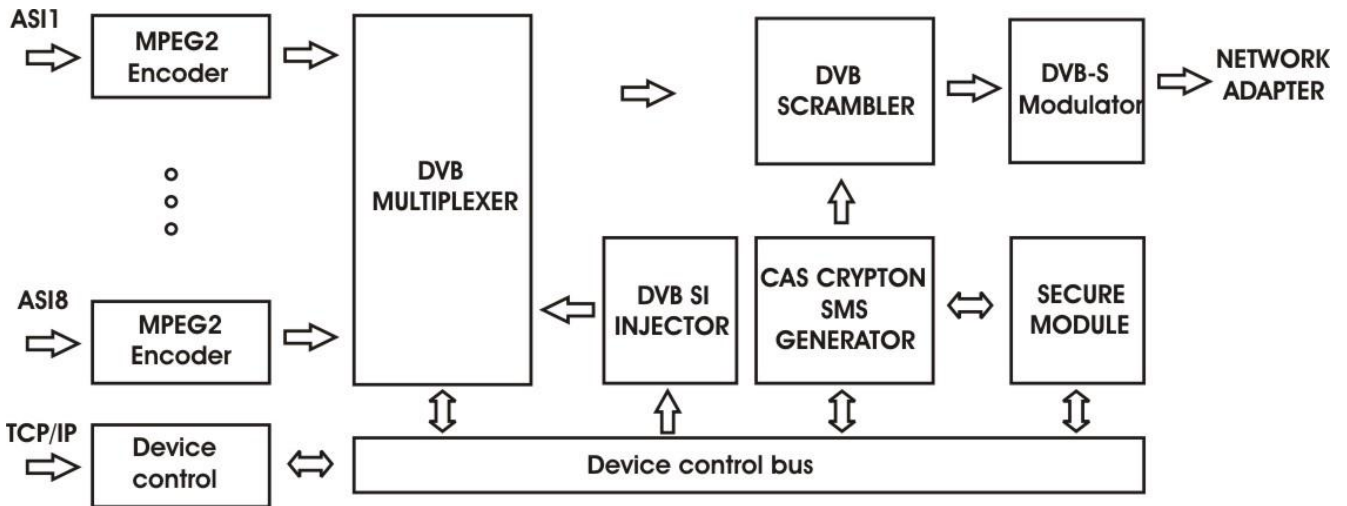 ASI1
MPEG2
Encoder
DVB
MULTIPLEXER
DVB
SCRAMBLER
DVB-S
Modulator
NETWORK
ADAPTER
ASI8
MPEG2
Encoder
DVB SI
INJECTOR
CAS CRYPTON
SMS
GENERATOR
SECURE
MODULE
TCP/IP
Device
control
Device control bus